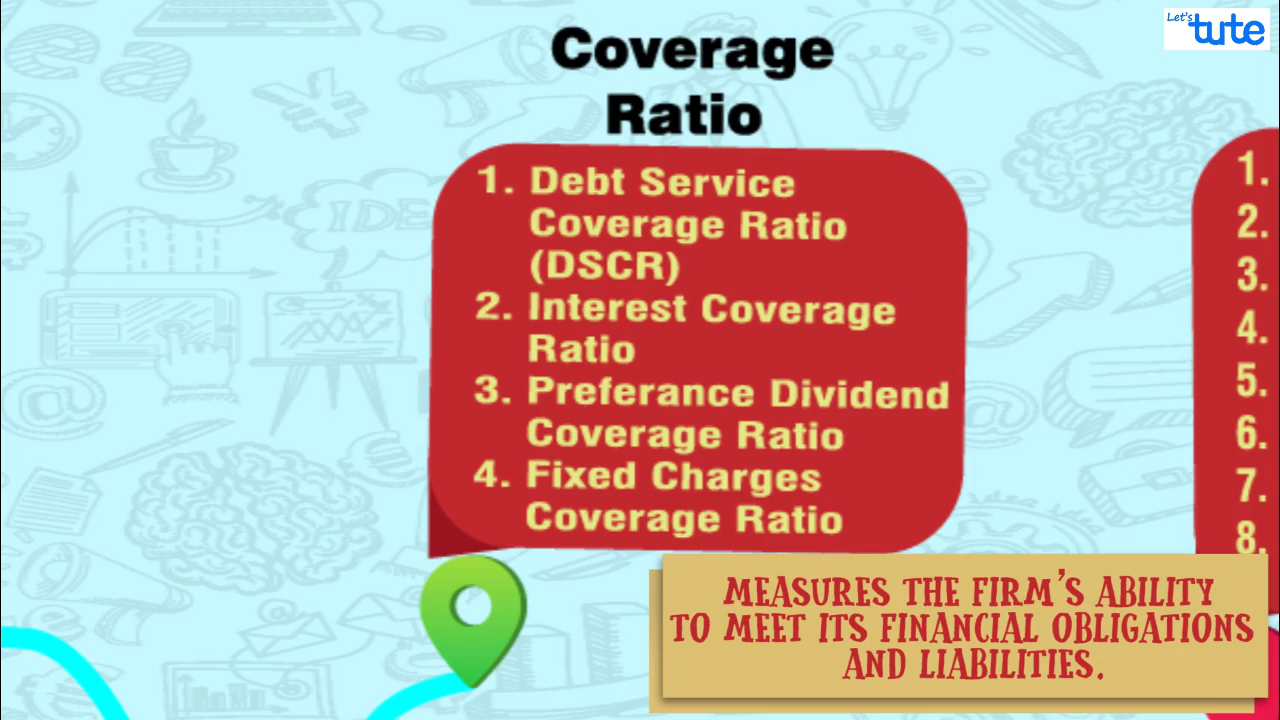 Let's
tute
Coverage
Ratio
1. Debt Service
Coverage Ratio
(DSCR)
2. Interest Coverage
Ratio
3. Preferance Dividend
Coverage Ratio
4. Fixed Charges
Coverage Ratio
1.
2.
3.
4.
5.
6.
7.
8.
IDE
MEASURES THE FIRM'S ABILITY
TO MEET ITS FINANCIAL OBLIGATIONS
AND LIABILITIES.